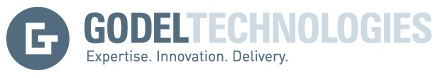 GODELTECHNOLOGIES
Expertise. Innovation. Delivery.